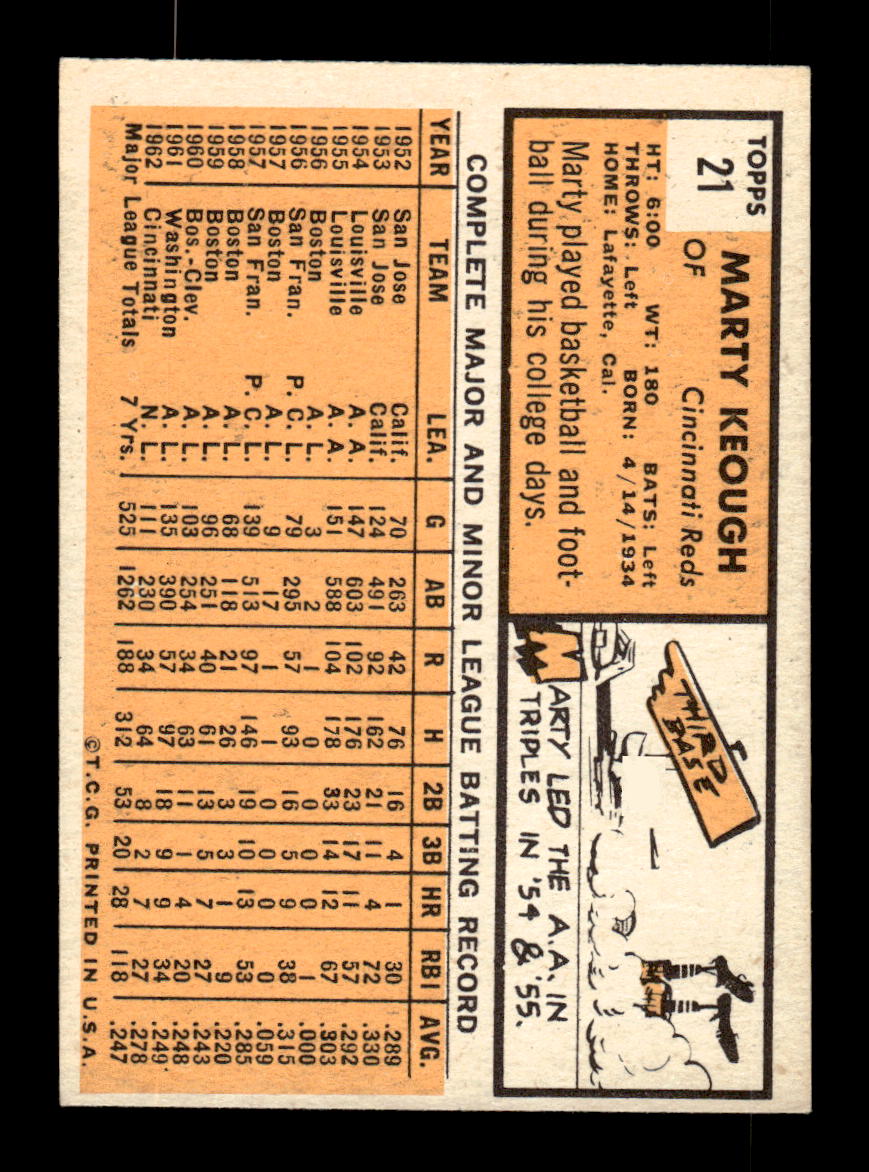 TOPPS
21
MARTY KEOUGH
OF Cincinnati Reds
HT: 6:00 WT: 180 BATS: Left
THROWS: Left BORN: 4/14/1934
HOME: Lafayette, Cal.
Marty played basketball and foot-
ball during his college days.
THIRD
BASE
MARTY LED THE A.A. IN
TRIPLES IN '54 & '55.
COMPLETE MAJOR AND MINOR LEAGUE BATTING RECORD
YEAR TEAM LEA. G AB R H 2B 3B HR RBI AVG.
1952 San Jose Calif. 70 263 42 76 16 4 1 30 .289
1953 San Jose Calif. 124 491 92 162 21 11 4 72 .330
1954 Louisville A. A. 147 603 102 176 23 17 11 57 .292
1955 Louisville A. A. 151 588 104 178 33 14 12 67 .303
1956 Boston A. L. 3 2 1 0 0 0 0 1 .000
1956 San Fran. P. C. L. 79 295 57 93 16 5 9 38 .315
1957 Boston A. L. 9 17 1 1 0 0 0 0 .059
1957 San Fran. P. C. L. 139 513 97 146 19 10 13 53 .285
1958 Boston A. L. 68 118 21 26 3 3 1 9 .220
1959 Boston A. L. 96 251 40 61 13 5 7 27 .243
1960 Bos.-Clev. A. L. 103 254 34 63 11 1 4 20 .248
1961 Washington A. L. 135 390 57 97 18 9 9 34 .249
1962 Cincinnati N. L. 111 230 34 64 8 2 7 27 .278
Major League Totals 7 Yrs. 525 1262 188 312 53 20 28 118 .247
©T.C.G. PRINTED IN U.S.A.